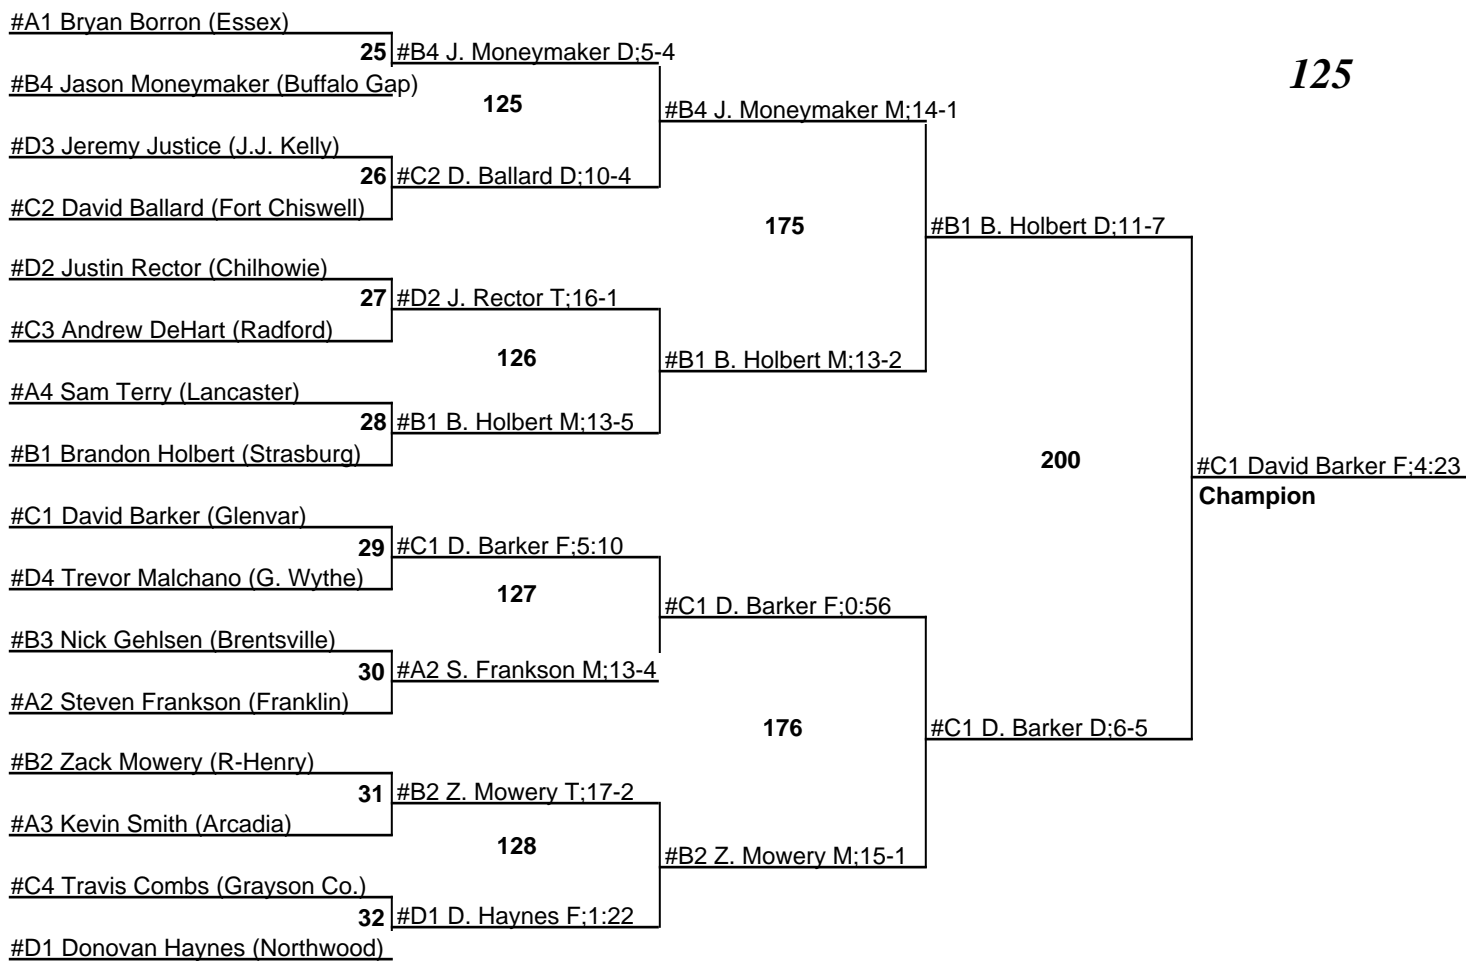 #A1 Bryan Borron (Essex)
25 #B4 J. Moneymaker D;5-4
125
#B4 Jason Moneymaker (Buffalo Gap)
125
#B4 J. Moneymaker M;14-1
#D3 Jeremy Justice (J.J. Kelly)
26 #C2 D. Ballard D;10-4
#C2 David Ballard (Fort Chiswell)
175
#B1 B. Holbert D;11-7
#D2 Justin Rector (Chilhowie)
27 #D2 J. Rector T;16-1
#C3 Andrew DeHart (Radford)
126
#B1 B. Holbert M;13-2
#A4 Sam Terry (Lancaster)
28 #B1 B. Holbert M;13-5
#B1 Brandon Holbert (Strasburg)
200
#C1 David Barker F;4:23
Champion
#C1 David Barker (Glenvar)
29 #C1 D. Barker F;5:10
#D4 Trevor Malchano (G. Wythe)
127
#C1 D. Barker F;0:56
#B3 Nick Gehlsen (Brentsville)
30 #A2 S. Frankson M;13-4
#A2 Steven Frankson (Franklin)
176
#C1 D. Barker D;6-5
#B2 Zack Mowery (R-Henry)
31 #B2 Z. Mowery T;17-2
#A3 Kevin Smith (Arcadia)
128
#B2 Z. Mowery M;15-1
#C4 Travis Combs (Grayson Co.)
32 #D1 D. Haynes F;1:22
#D1 Donovan Haynes (Northwood)